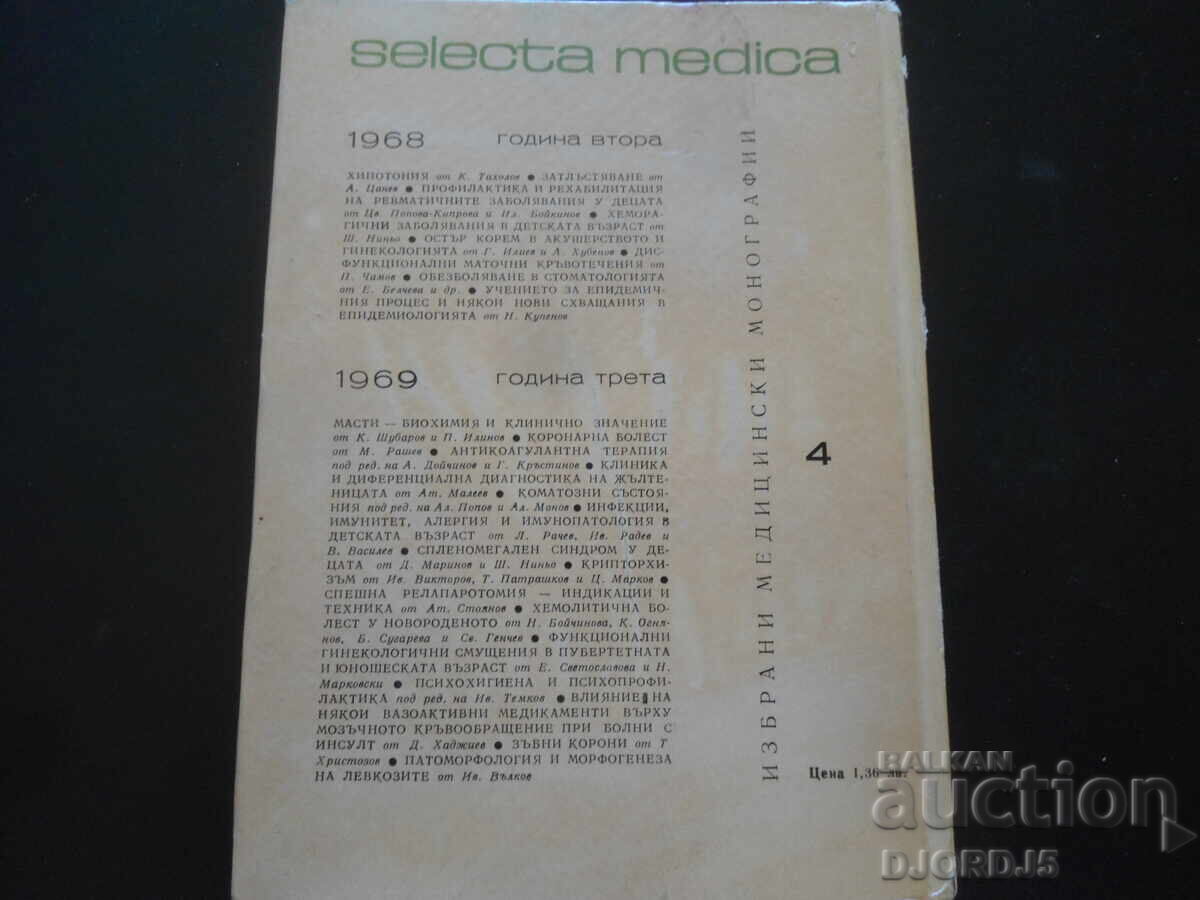 selecta medica
1968 година втора
ХИПОТОНИЯ от К. Тахолов ● ЗАТЛЪСТЯВАНЕ от
А. Цанев ● ПРОФИЛАКТИКА И РЕХАБИЛИТАЦИЯ
НА РЕВМАТИЧНИТЕ ЗАБОЛЯВАНИЯ У ДЕЦАТА
от Цв. Попова-Кипрова и Ил. Бойкинов ● ХЕМОРА-
ГИЧНИ ЗАБОЛЯВАНИЯ В ДЕТСКАТА ВЪЗРАСТ от
Ш. Ниньо ● ОСТЪР КОРЕМ В АКУШЕРСТВОТО И
ГИНЕКОЛОГИЯТА от Г. Илиев и А. Хубенов ● ДИС-
ФУНКЦИОНАЛНИ МАТОЧНИ КРЪВОТЕЧЕНИЯ от
П. Чамов ● ОБЕЗБОЛЯВАНЕ В СТОМАТОЛОГИЯТА
от Е. Белчева и др. ● УЧЕНИЕТО ЗА ЕПИДЕМИЧ-
НИЯ ПРОЦЕС И НЯКОИ НОВИ СХВАЩАНИЯ В
ЕПИДЕМИОЛОГИЯТА от Н. Купенов
1969 година трета
МАСТИ — БИОХИМИЯ И КЛИНИЧНО ЗНАЧЕНИЕ
от К. Шубаров и П. Илинов ● КОРОНАРНА БОЛЕСТ
от М. Рашев ● АНТИКОАГУЛАНТНА ТЕРАПИЯ
под ред. на А. Дойчинов и Г. Кръстинов ● КЛИНИКА
И ДИФЕРЕНЦИАЛНА ДИАГНОСТИКА НА ЖЪЛТЕ-
НИЦАТА от Ат. Малеев ● КОМАТОЗНИ СЪСТОЯ-
НИЯ под ред. на Ал. Попов и Ал. Монов ● ИНФЕКЦИИ,
ИМУНИТЕТ, АЛЕРГИЯ И ИМУНОПАТОЛОГИЯ В
ДЕТСКАТА ВЪЗРАСТ от Л. Рачев, Ив. Радев и
В. Василев ● СПЛЕНОМЕГАЛЕН СИНДРОМ У ДЕ-
ЦАТА от Д. Маринов и Ш. Ниньо ● КРИПТОРХИ-
ЗЪМ от Ив. Викторов, Т. Патрашков и Ц. Марков ●
СПЕШНА РЕЛАПАРОТОМИЯ — ИНДИКАЦИИ И
ТЕХНИКА от Ат. Стоянов ● ХЕМОЛИТИЧНА БО-
ЛЕСТ У НОВОРОДЕНОТО от Н. Бойчинова, К. Огня-
нов, Б. Сугарева и Св. Генчев ● ФУНКЦИОНАЛНИ
ГИНЕКОЛОГИЧНИ СМУЩЕНИЯ В ПУБЕРТЕТНАТА
И ЮНОШЕСКАТА ВЪЗРАСТ от Е. Светославова и Н.
Марковски ● ПСИХОХИГИЕНА И ПСИХОПРОФИ-
ЛАКТИКА под ред. на Ив. Темков ● ВЛИЯНИЕ НА
НЯКОИ ВАЗОАКТИВНИ МЕДИКАМЕНТИ ВЪРХУ
МОЗЪЧНОТО КРЪВООБРАЩЕНИЕ ПРИ БОЛНИ С
ИНСУЛТ от Д. Хаджиев ● ЗЪБНИ КОРОНИ от Т
Христозов ● ПАТОМОРФОЛОГИЯ И МОРФОГЕНЕЗА
НА ЛЕВКОЗИТЕ от Ив. Вълков
ИЗБРАНИ МЕДИЦИНСКИ МОНОГРАФИИ
4
Цена 1,36 лв.
BALKAN
auction
DJORDJ5